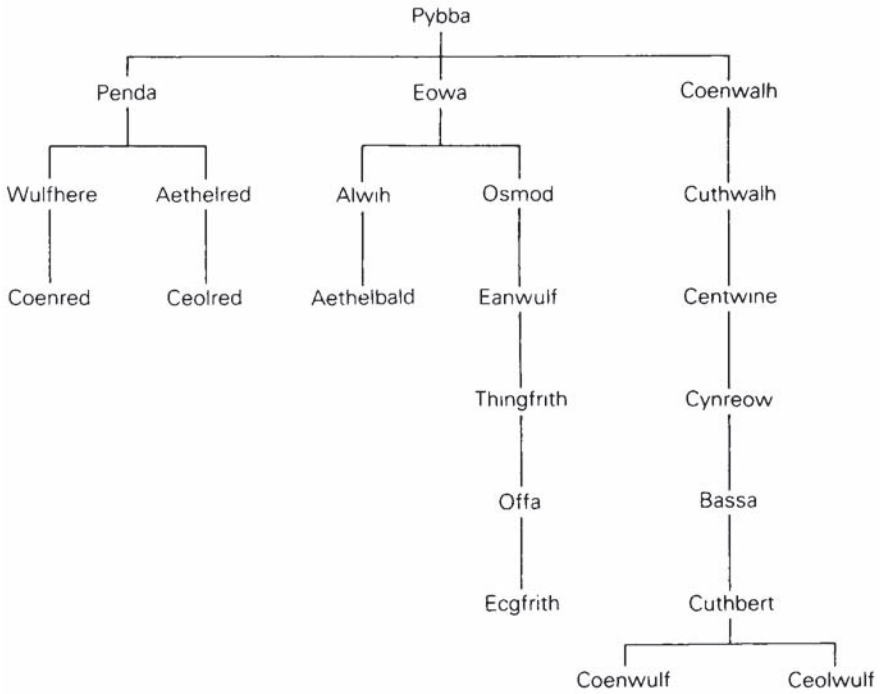 Pybba
Penda Eowa Coenwalh
Wulfhere Aethelred Alwih Osmod Cuthwalh
Coenred Ceolred Aethelbald Eanwulf Centwine
Thingfrith Cynreow
Offa Bassa
Ecgfrith Cuthbert
Coenwulf Ceolwulf